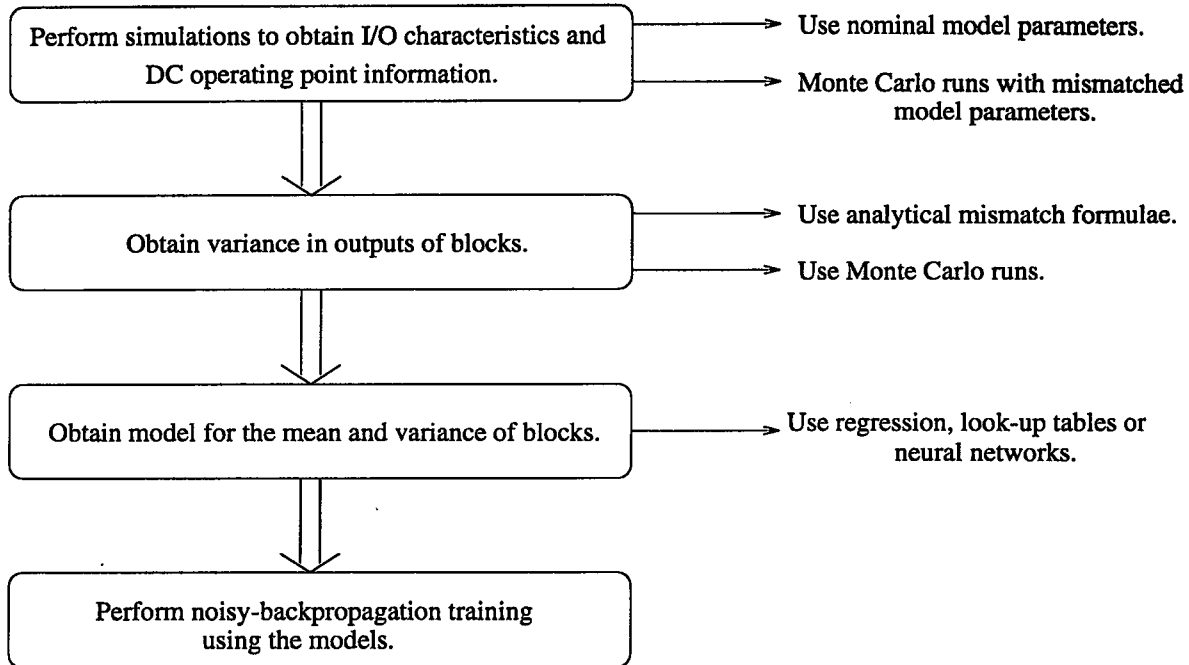 Perform simulations to obtain I/O characteristics and
DC operating point information.
Use nominal model parameters.
Monte Carlo runs with mismatched
model parameters.
Obtain variance in outputs of blocks.
Use analytical mismatch formulae.
Use Monte Carlo runs.
Obtain model for the mean and variance of blocks.
Use regression, look-up tables or
neural networks.
Perform noisy-backpropagation training
using the models.